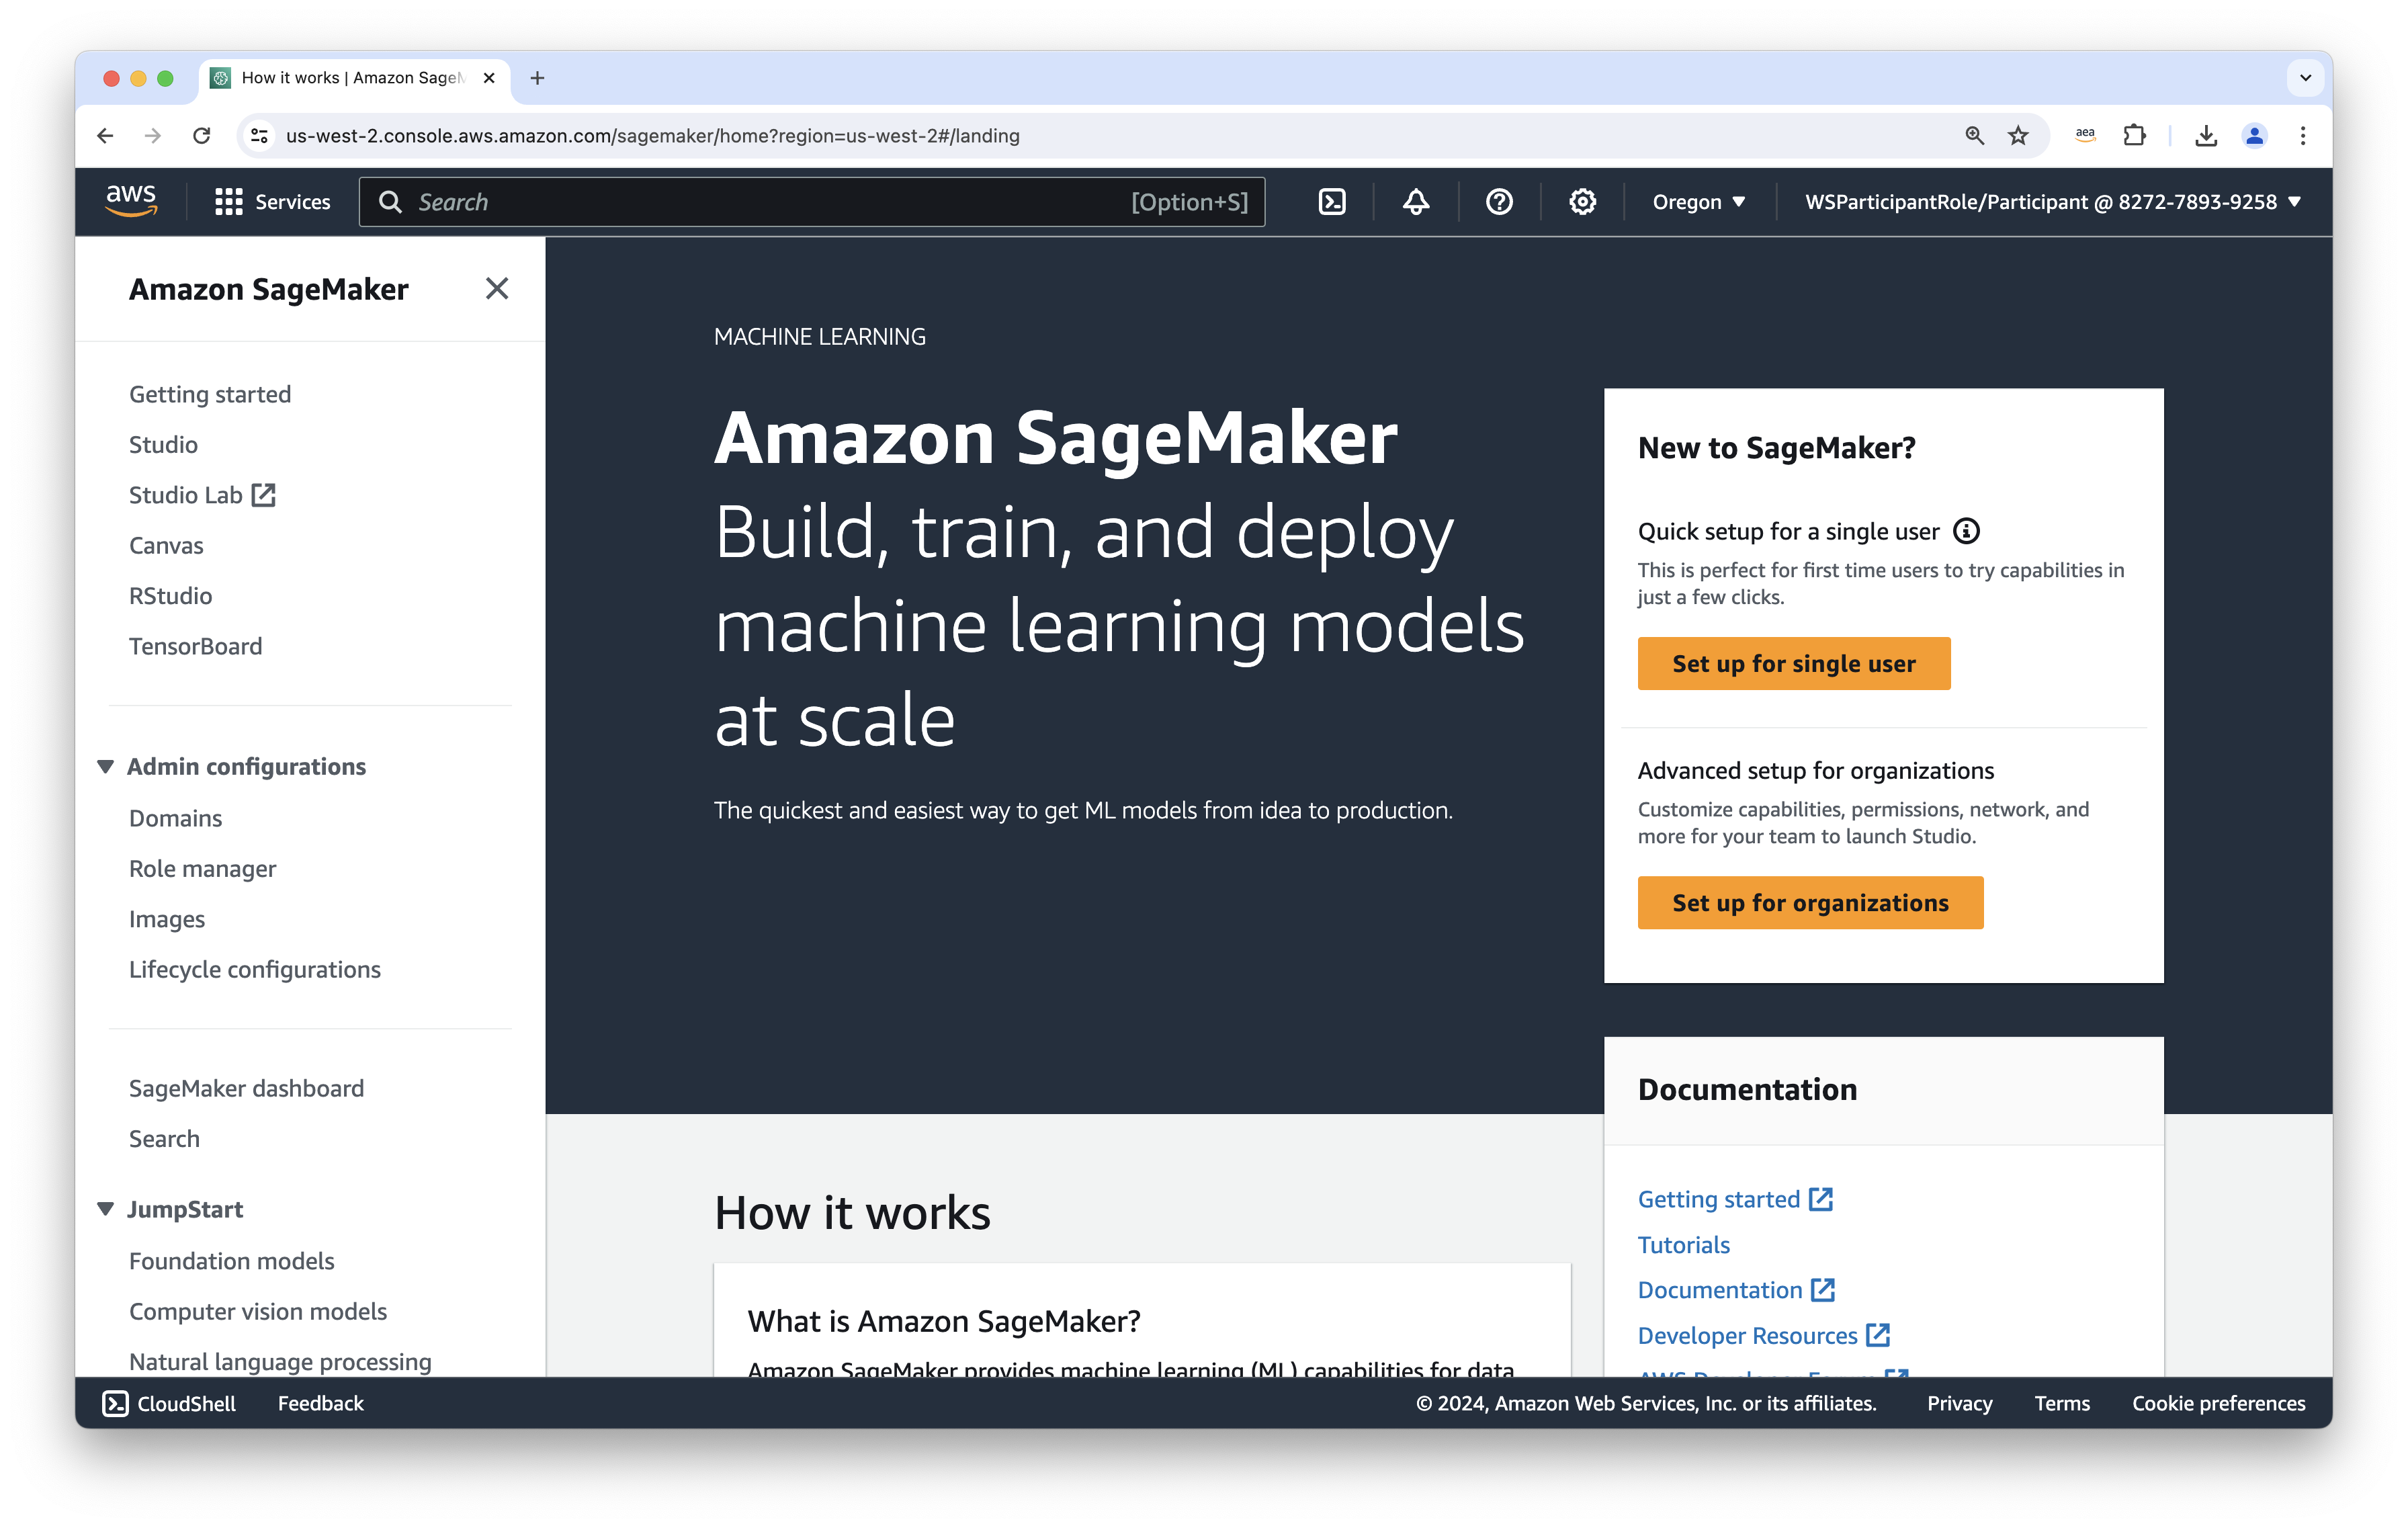 How it works | Amazon SageM
us-west-2.console.aws.amazon.com/sagemaker/home?region=us-west-2#/landing
aea
aws
Services
Search
[Option+S]
Oregon
WSParticipantRole/Participant @ 8272-7893-9258
Amazon SageMaker
Getting started
Studio
Studio Lab
Canvas
RStudio
TensorBoard
Admin configurations
Domains
Role manager
Images
Lifecycle configurations
SageMaker dashboard
Search
JumpStart
Foundation models
Computer vision models
Natural language processing
MACHINE LEARNING
Amazon SageMaker
Build, train, and deploy
machine learning models
at scale
The quickest and easiest way to get ML models from idea to production.
New to SageMaker?
Quick setup for a single user
This is perfect for first time users to try capabilities in
just a few clicks.
Set up for single user
Advanced setup for organizations
Customize capabilities, permissions, network, and
more for your team to launch Studio.
Set up for organizations
How it works
What is Amazon SageMaker?
Amazon SageMaker provides machine learning (ML) capabilities for data
Documentation
Getting started
Tutorials
Documentation
Developer Resources
AWS Developer Forum
CloudShell
Feedback
© 2024, Amazon Web Services, Inc. or its affiliates.
Privacy
Terms
Cookie preferences